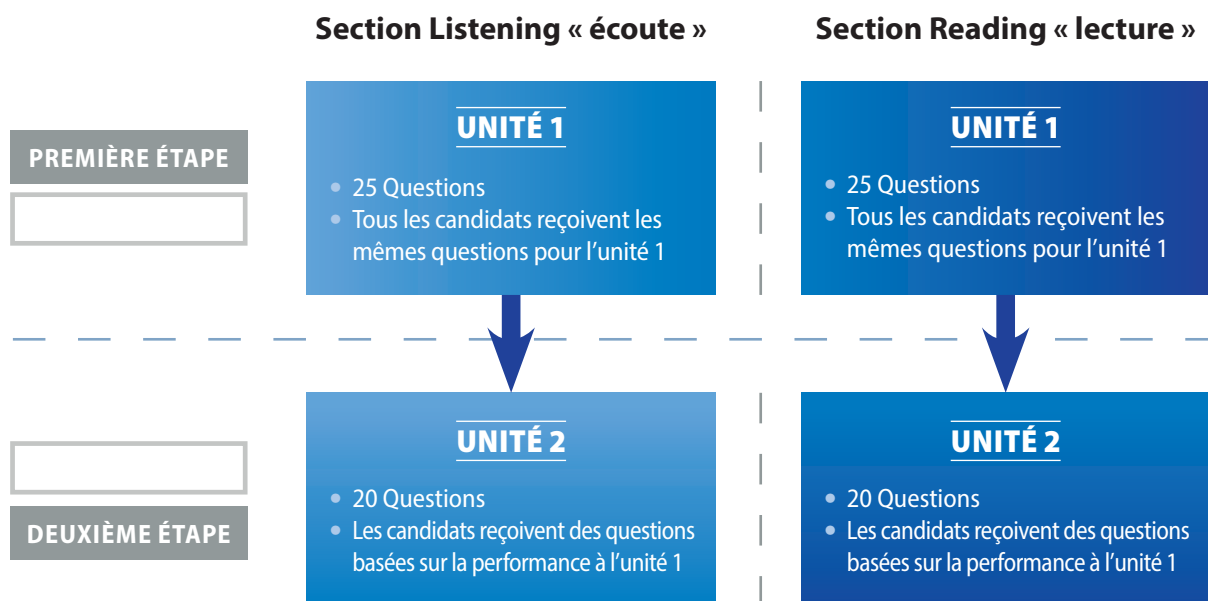 Section Listening « écoute »
Section Reading « lecture »
PREMIÈRE ÉTAPE
UNITÉ 1
• 25 Questions
• Tous les candidats reçoivent les
mêmes questions pour l’unité 1
UNITÉ 1
• 25 Questions
• Tous les candidats reçoivent les
mêmes questions pour l’unité 1
DEUXIÈME ÉTAPE
UNITÉ 2
• 20 Questions
• Les candidats reçoivent des questions
basées sur la performance à l’unité 1
UNITÉ 2
• 20 Questions
• Les candidats reçoivent des questions
basées sur la performance à l’unité 1